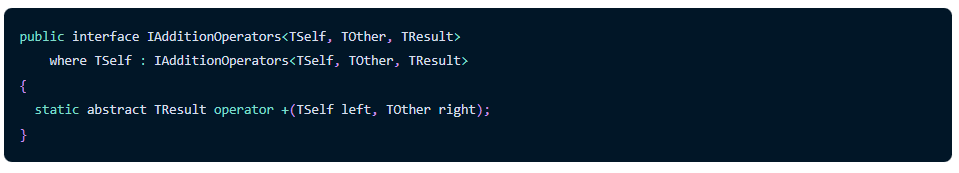 public interface IAdditionOperators<TSelf, TOther, TResult>
    where TSelf : IAdditionOperators<TSelf, TOther, TResult>
{
  static abstract TResult operator +(TSelf left, TOther right);
}